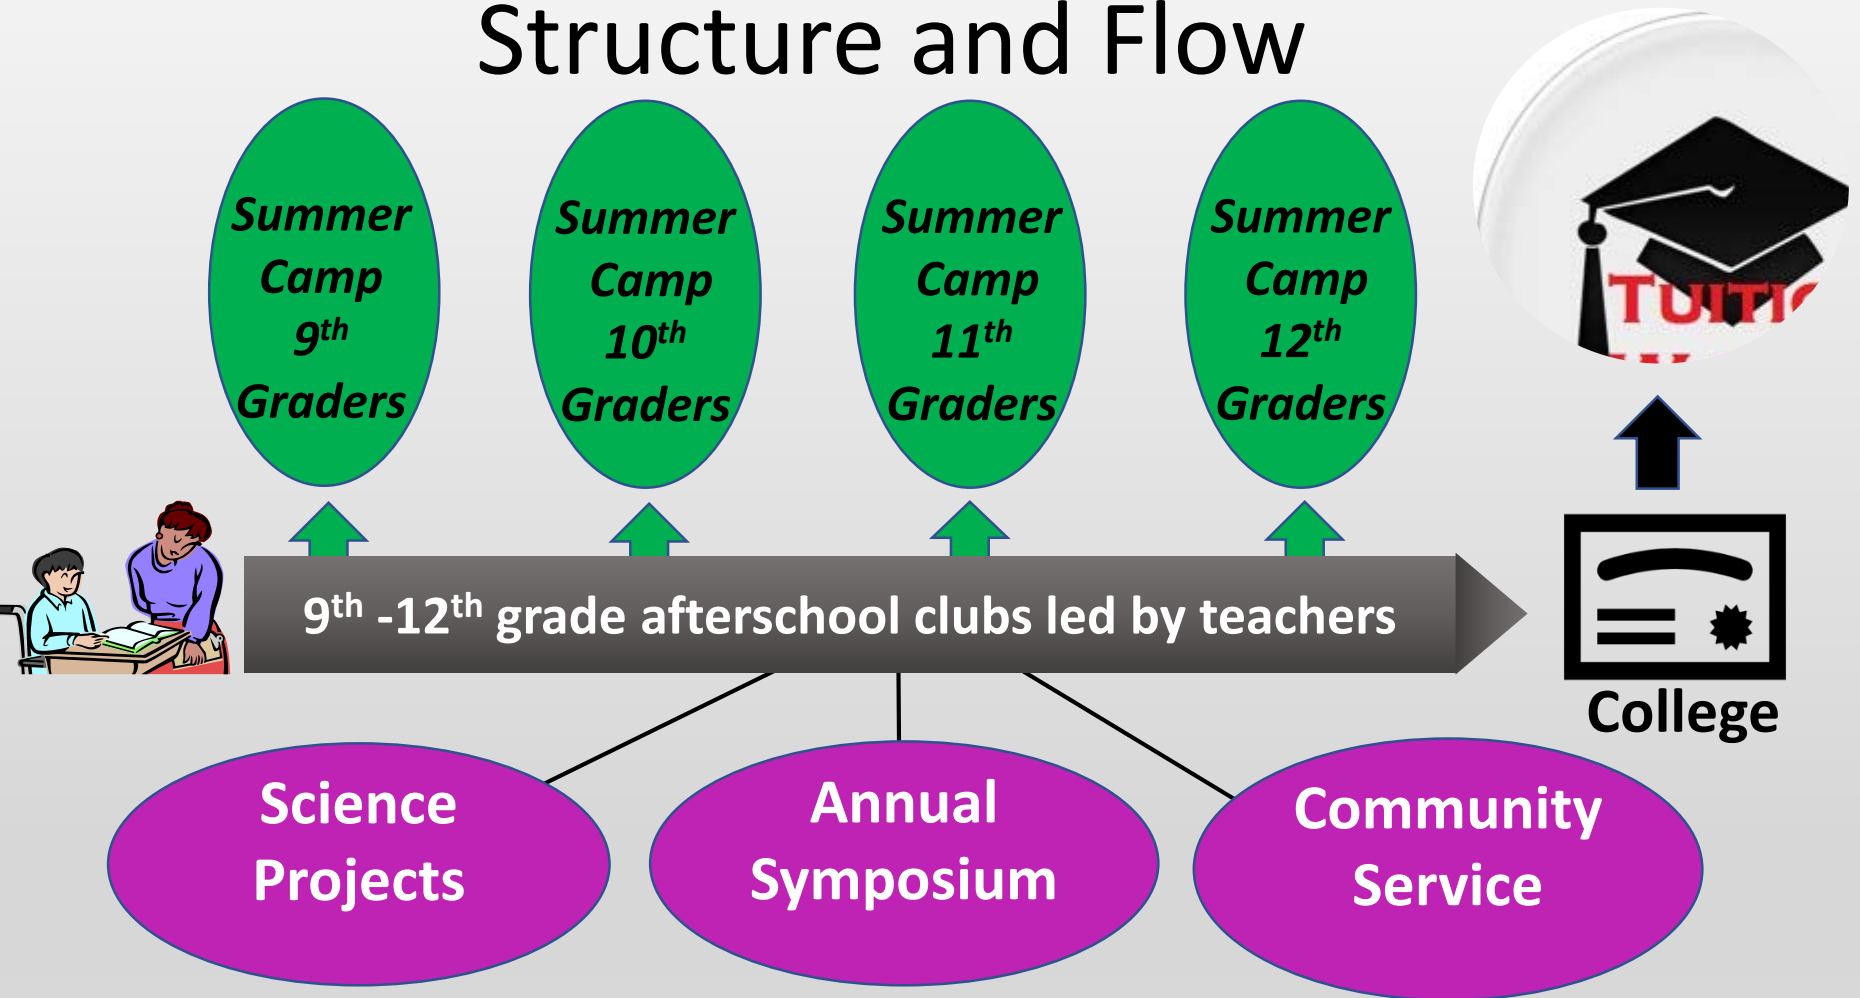 Structure and Flow
Summer
Camp
9th
Graders
Summer
Camp
10th
Graders
Summer
Camp
11th
Graders
Summer
Camp
12th
Graders
9th -12th grade afterschool clubs led by teachers
College
Science
Projects
Annual
Symposium
Community
Service